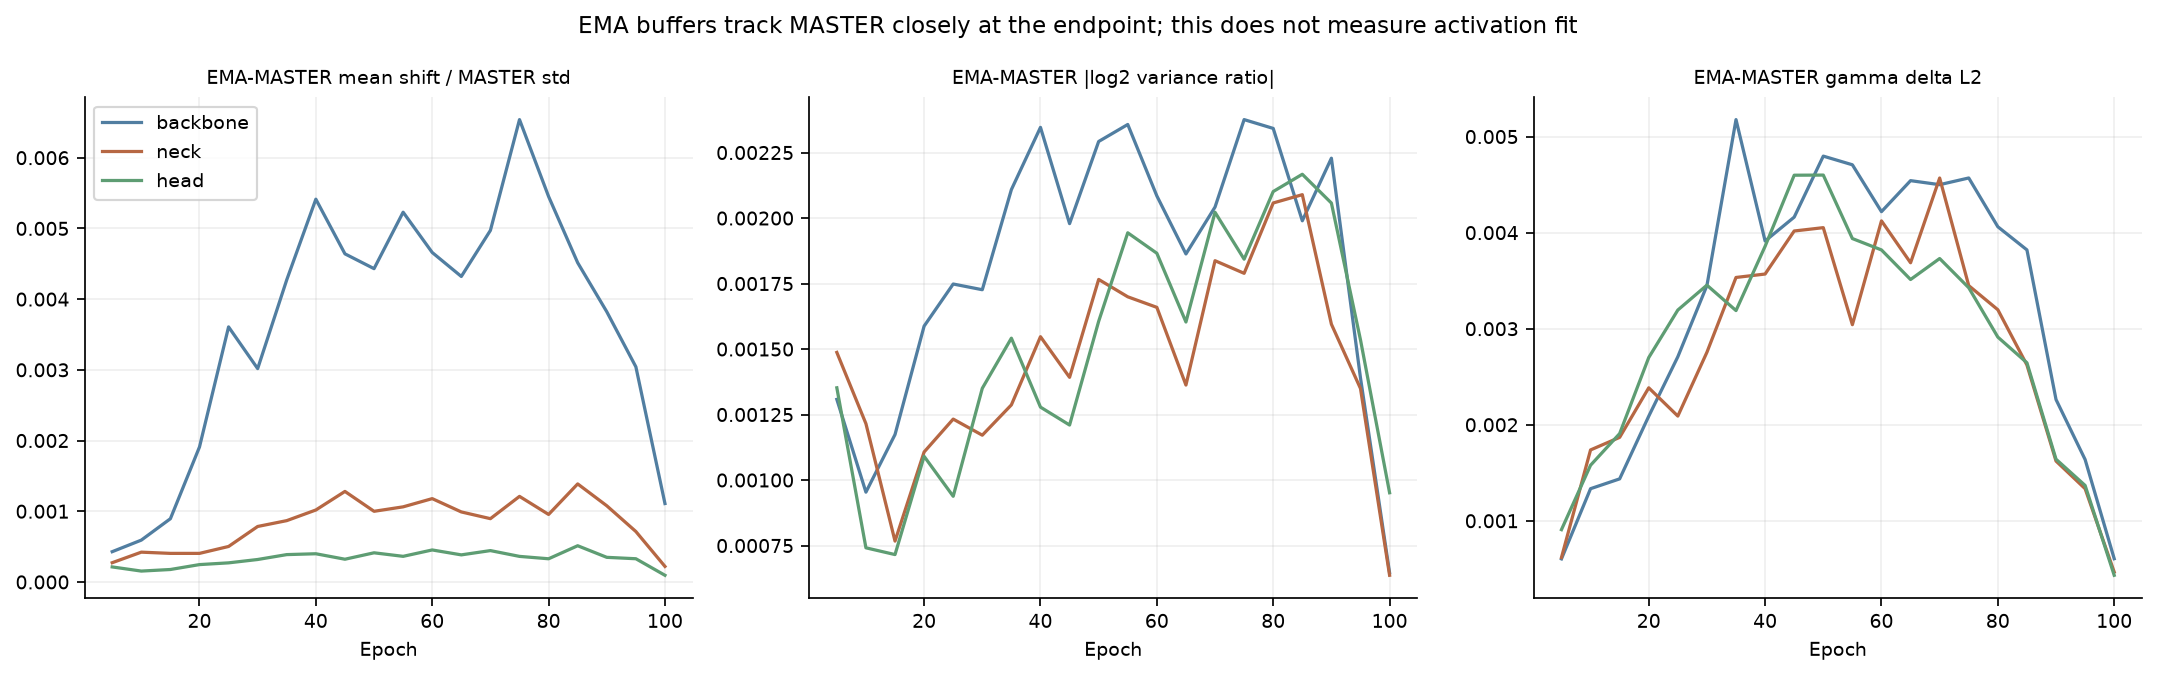 EMA buffers track MASTER closely at the endpoint; this does not measure activation fit
EMA-MASTER mean shift / MASTER std
backbone
neck
head
0.006
0.005
0.004
0.003
0.002
0.001
0.000
20 40 60 80 100
Epoch
EMA-MASTER |log2 variance ratio|
0.00225
0.00200
0.00175
0.00150
0.00125
0.00100
0.00075
20 40 60 80 100
Epoch
EMA-MASTER gamma delta L2
0.005
0.004
0.003
0.002
0.001
20 40 60 80 100
Epoch